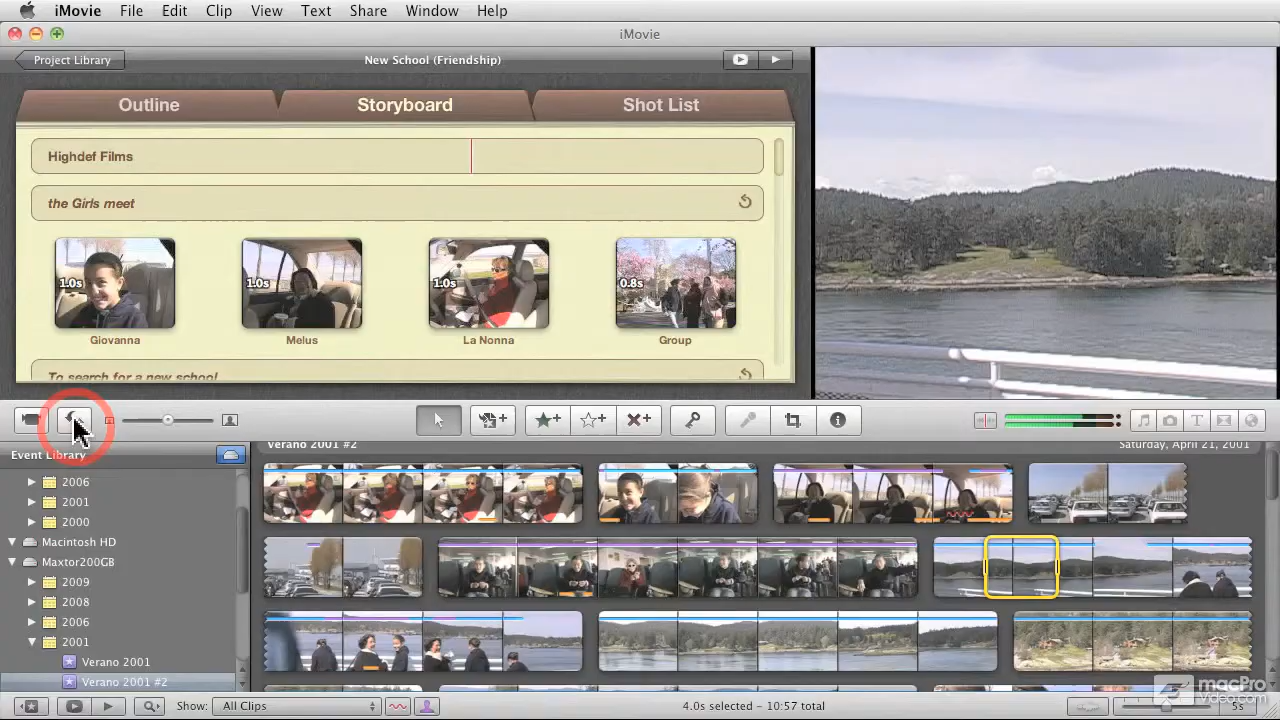 iMovie File Edit Clip View Text Share Window Help
iMovie
Project Library
New School (Friendship)
Outline Storyboard Shot List
Highdef Films
the Girls meet
1.0s 1.0s 1.0s 0.8s
Giovanna Melus La Nonna Group
To search for a new school
Event Library
Verano 2001 #2 Saturday, April 21, 2001
2006
2001
2000
Macintosh HD
Maxtor200GB
2009
2008
2006
2001
Verano 2001
Verano 2001 #2
Show: All Clips
4.0s selected - 10:57 total
5s
macPro
Video.com